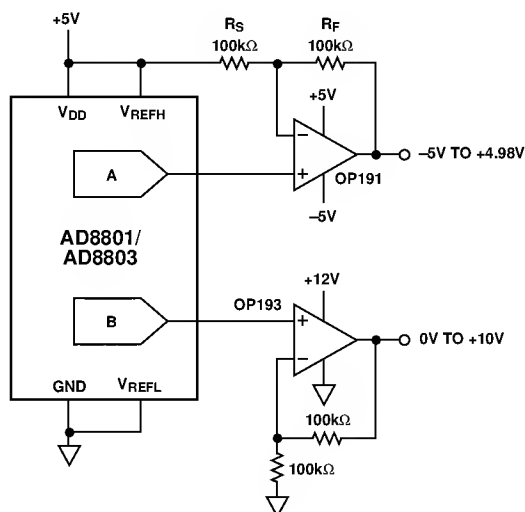 +5V
RS
100kΩ
RF
100kΩ
VDD
VREFH
+5V
−
+
–5V TO +4.98V
OP191
–5V
A
AD8801/
AD8803
B
+12V
OP193
+
−
0V TO +10V
GND
VREFL
100kΩ
100kΩ